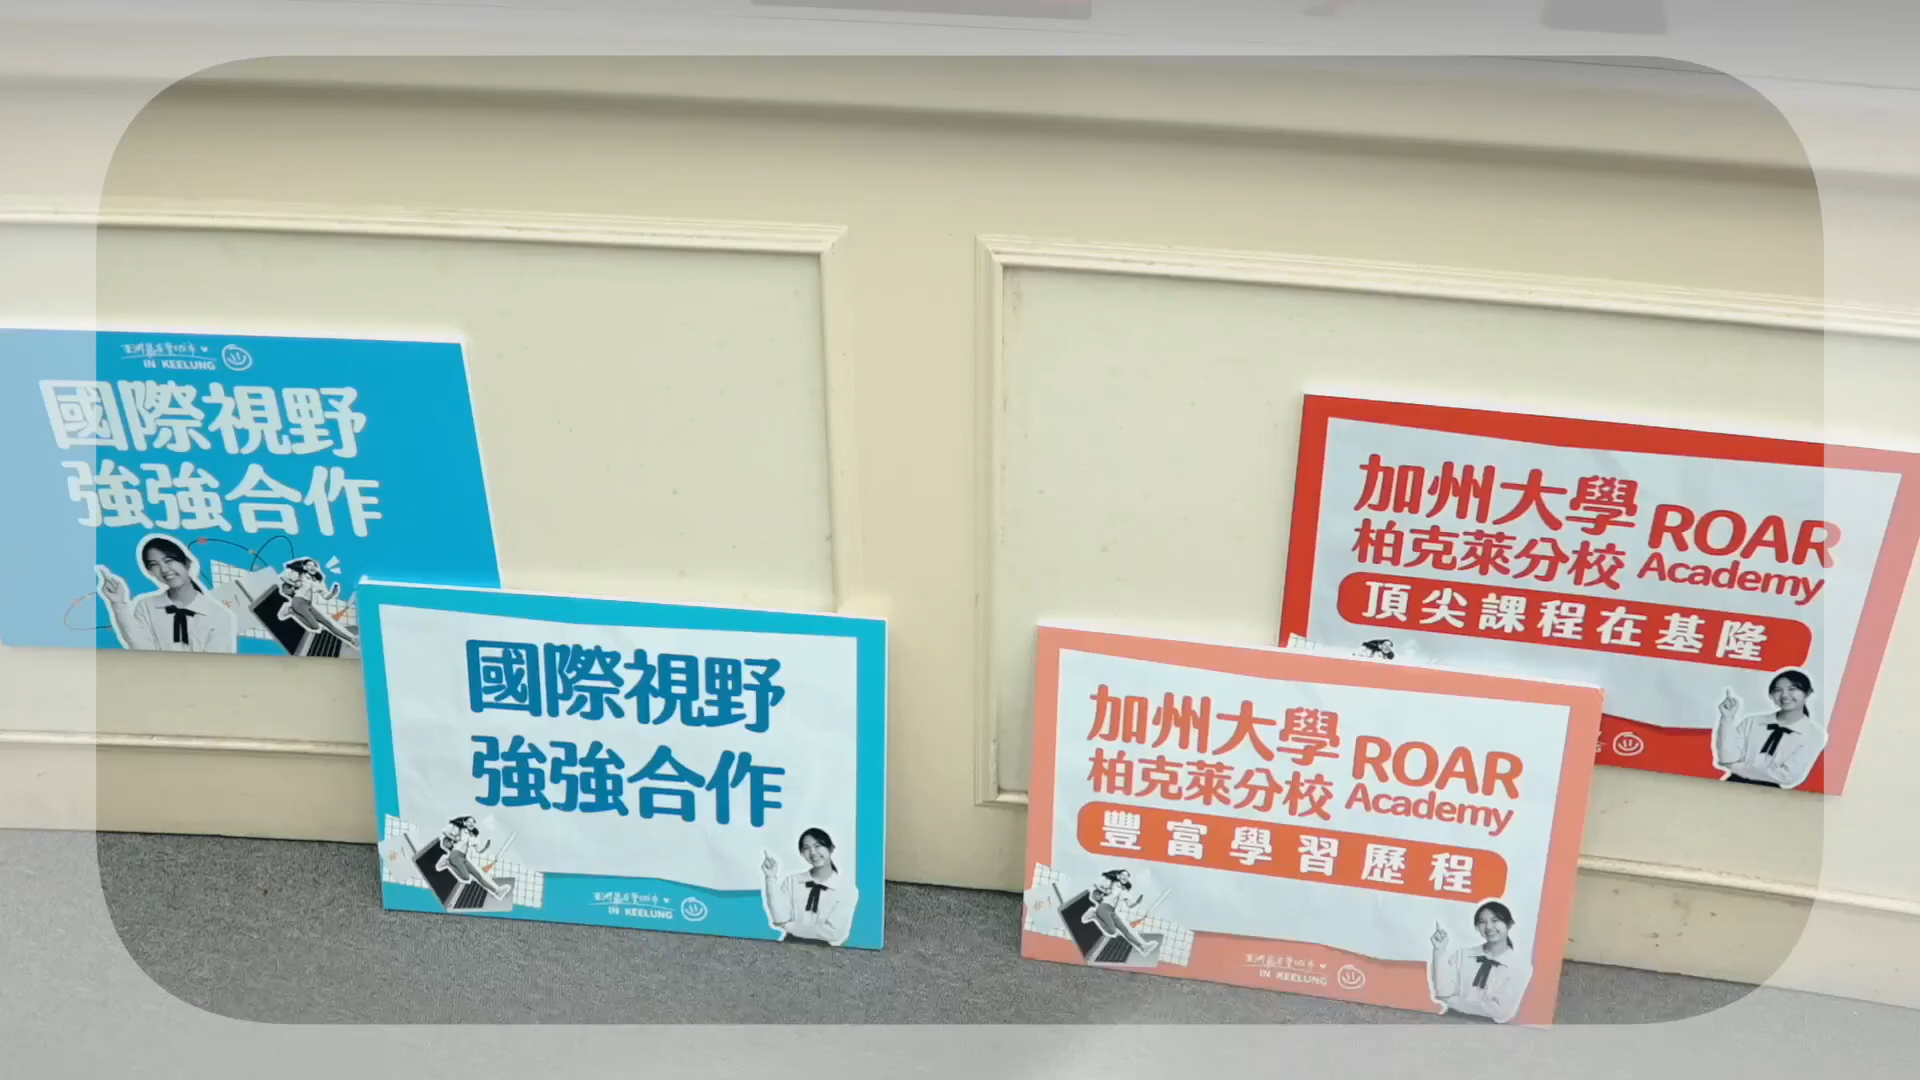 IN KEELUNG
國際視野
強強合作
國際視野
強強合作
IN KEELUNG
加州大學 ROAR
柏克萊分校 Academy
頂尖課程在基隆
加州大學 ROAR
柏克萊分校 Academy
豐富學習歷程
IN KEELUNG